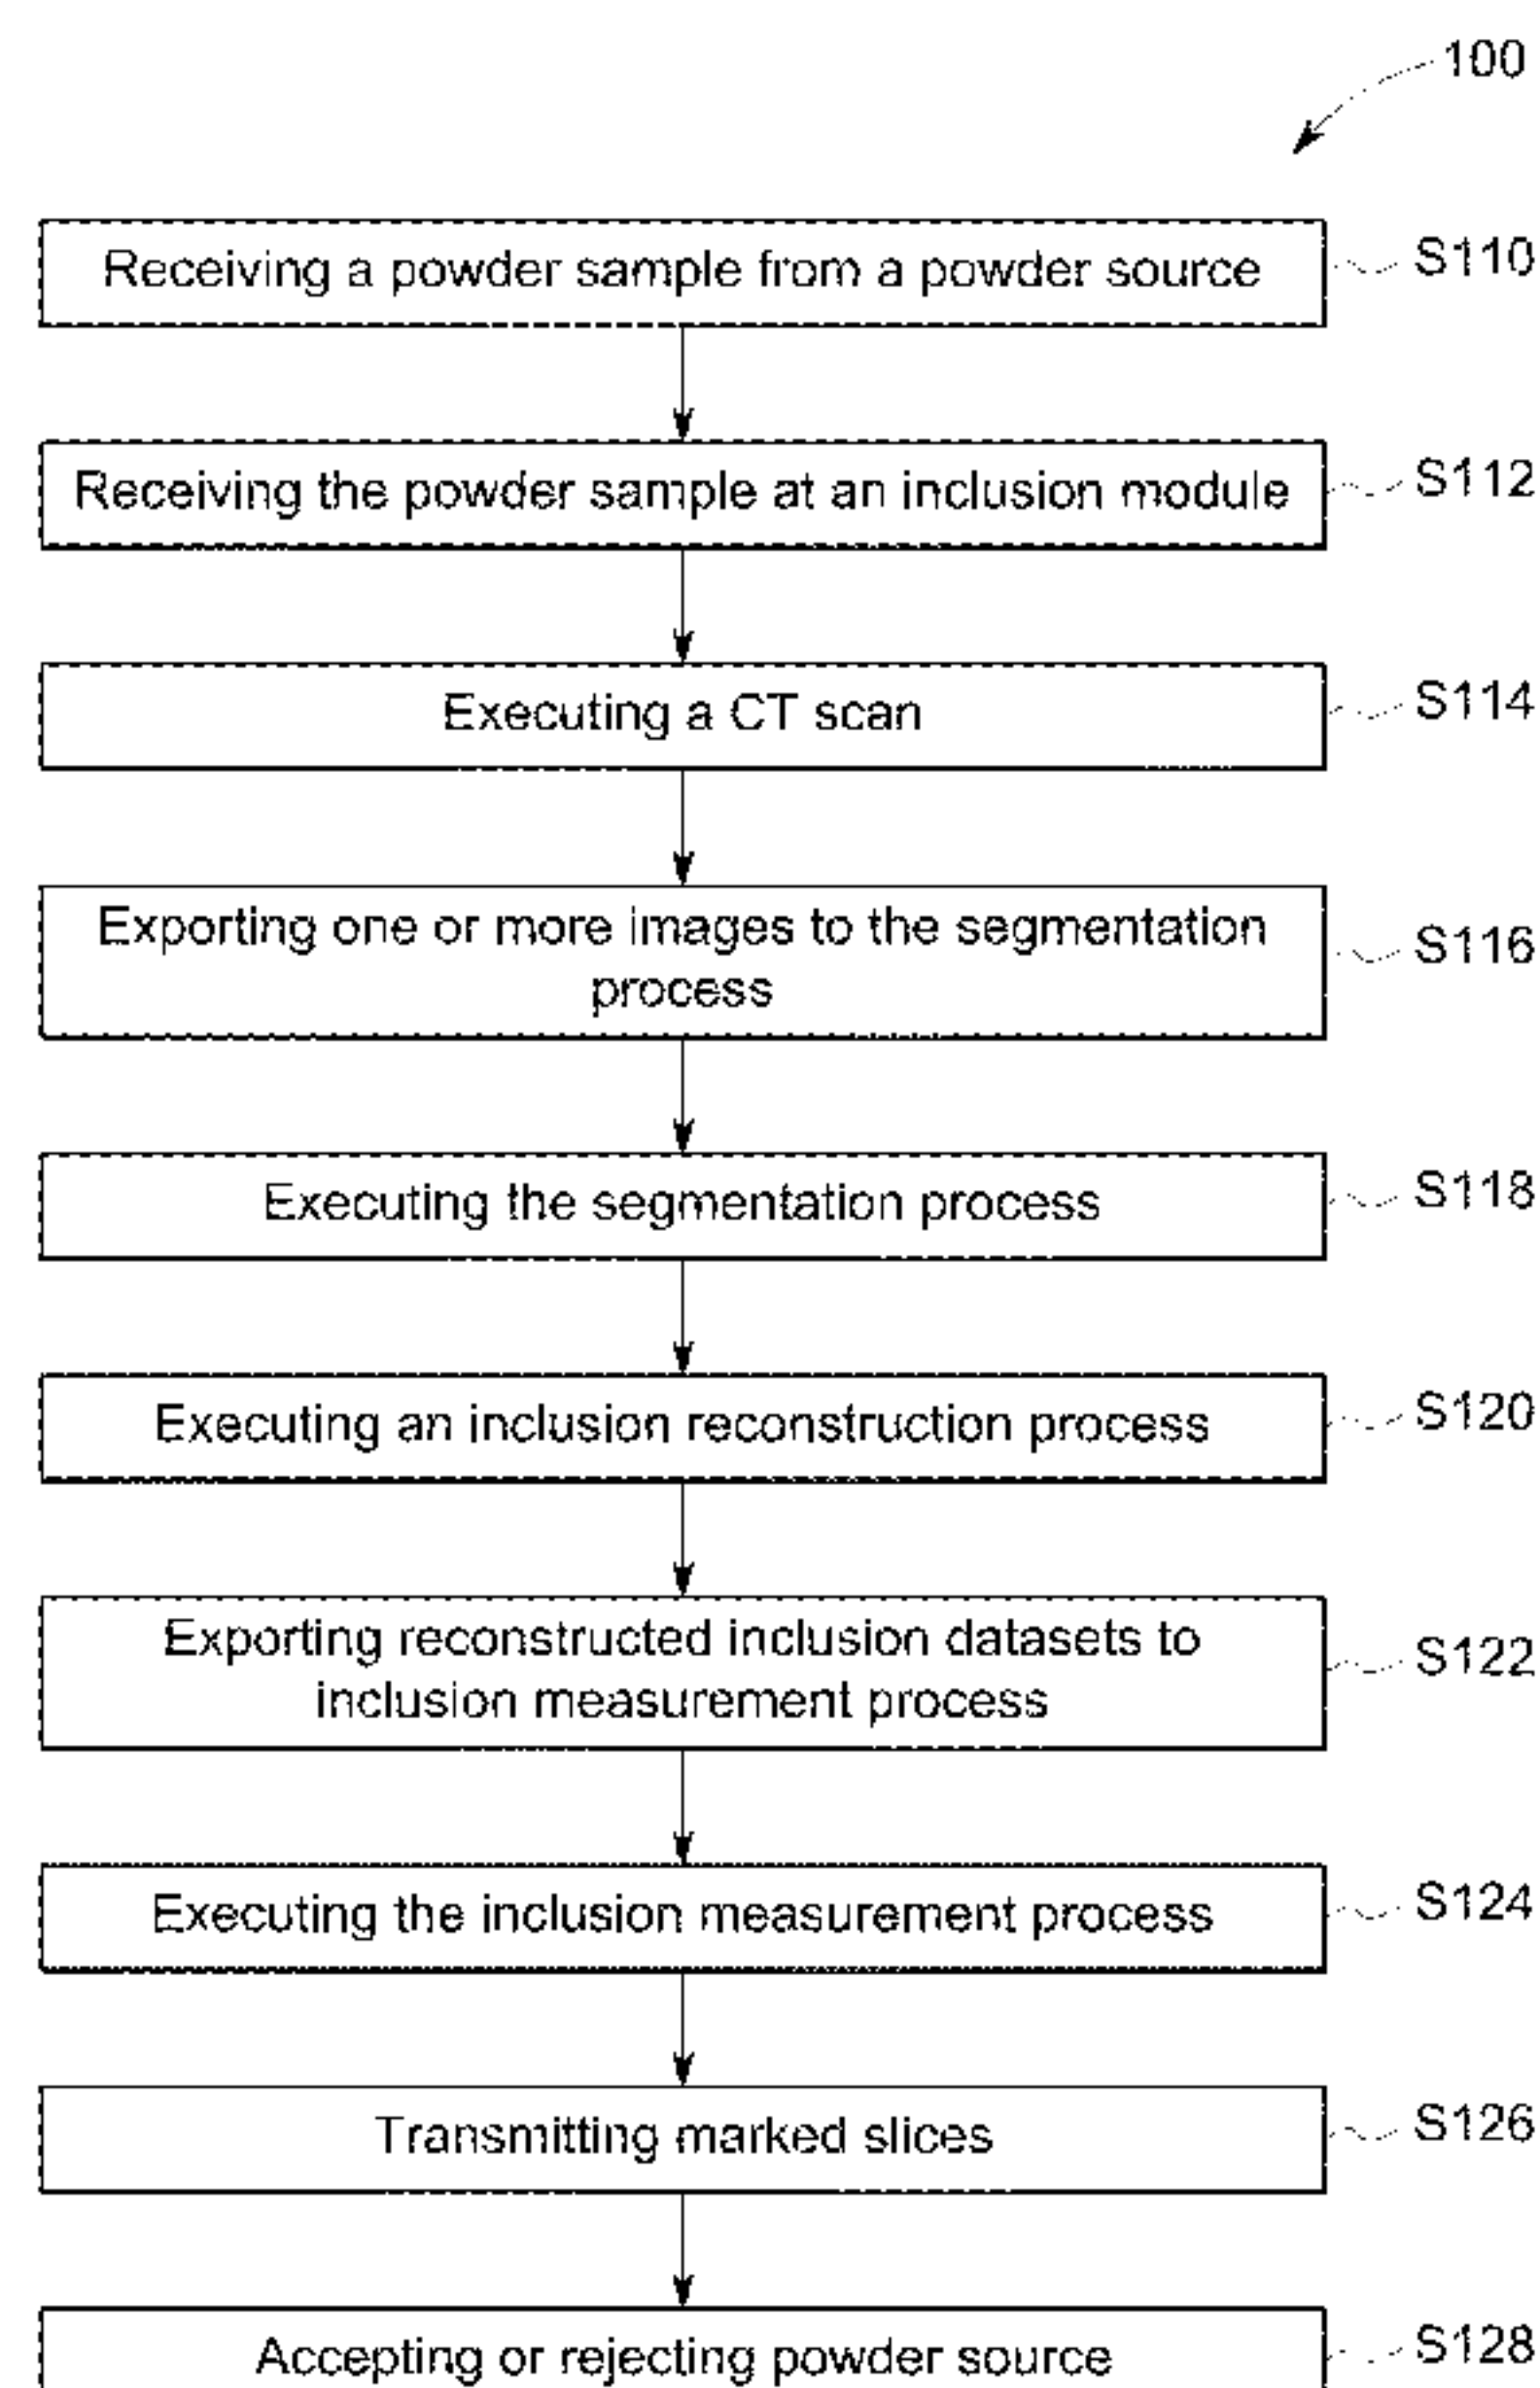 100
Receiving a powder sample from a powder source
S110
Receiving the powder sample at an inclusion module
S112
Executing a CT scan
S114
Exporting one or more images to the segmentation
process
S116
Executing the segmentation process
S118
Executing an inclusion reconstruction process
S120
Exporting reconstructed inclusion datasets to
inclusion measurement process
S122
Executing the inclusion measurement process
S124
Transmitting marked slices
S126
Accepting or rejecting powder source
S128